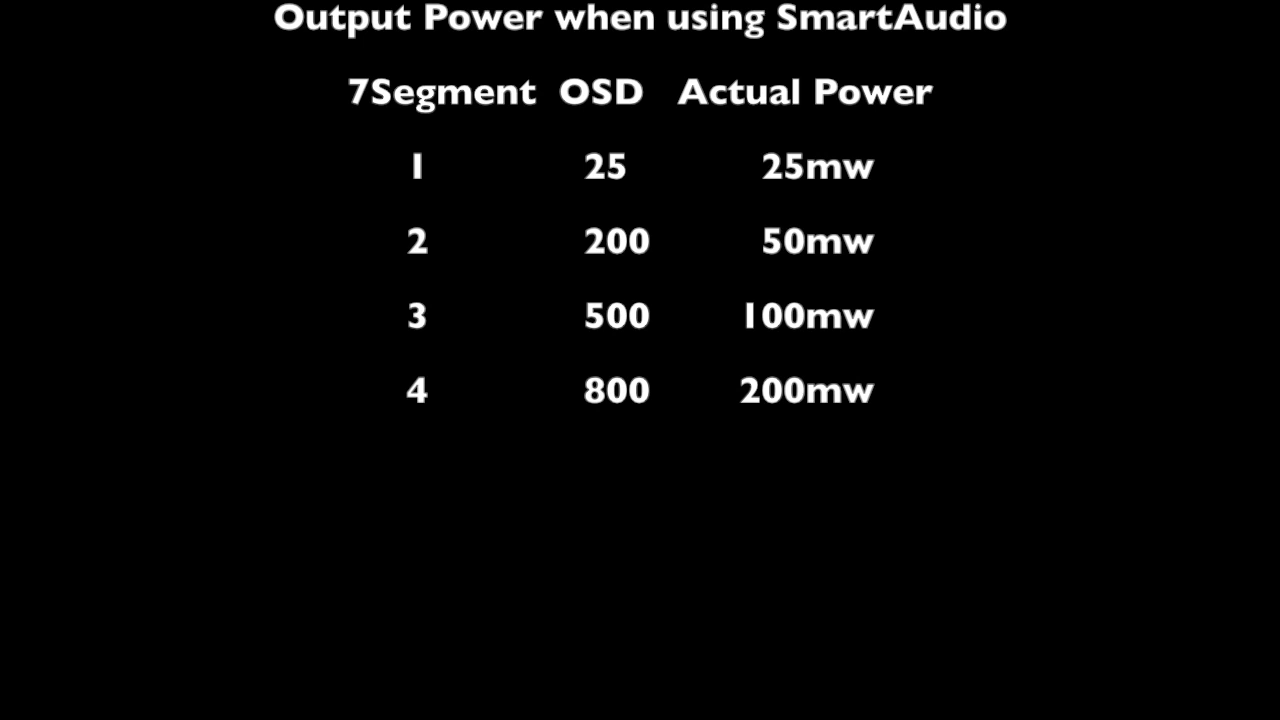 Output Power when using SmartAudio
7Segment OSD Actual Power
1 25 25mw
2 200 50mw
3 500 100mw
4 800 200mw